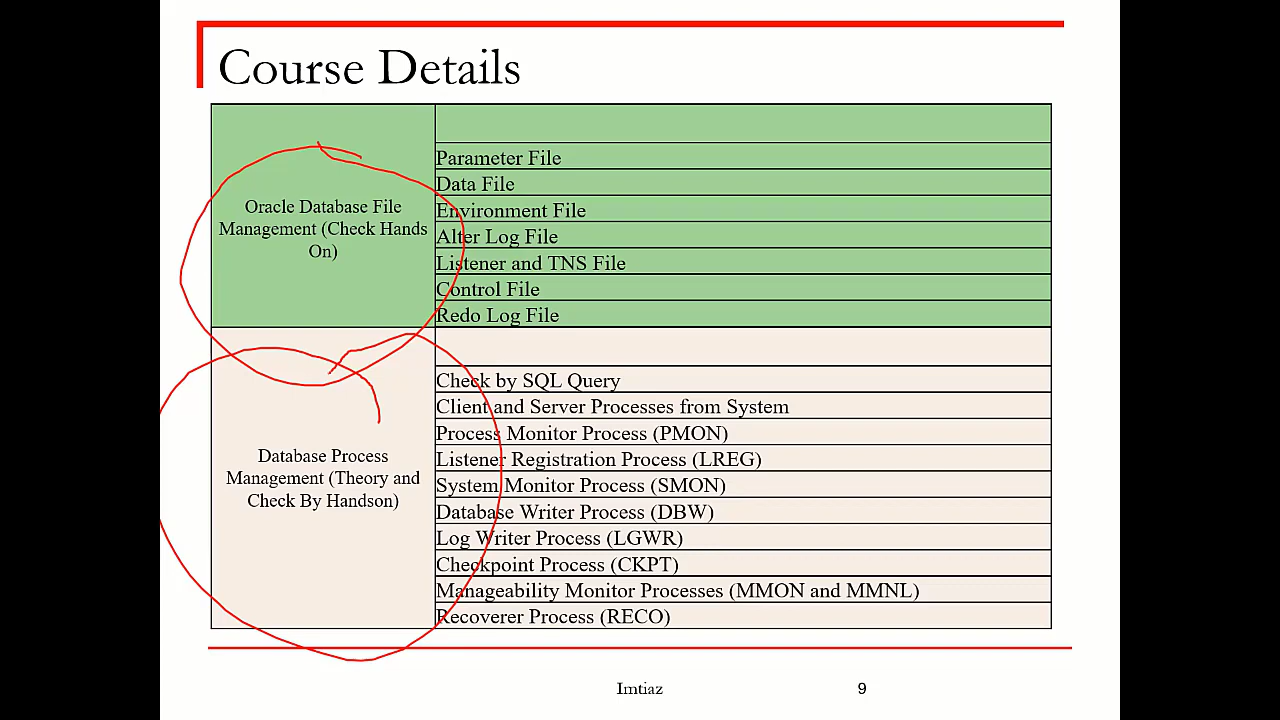 Course Details
Oracle Database File
Management (Check Hands
On)
Parameter File
Data File
Environment File
Alter Log File
Listener and TNS File
Control File
Redo Log File
Database Process
Management (Theory and
Check By Handson)
Check by SQL Query
Client and Server Processes from System
Process Monitor Process (PMON)
Listener Registration Process (LREG)
System Monitor Process (SMON)
Database Writer Process (DBW)
Log Writer Process (LGWR)
Checkpoint Process (CKPT)
Manageability Monitor Processes (MMON and MMNL)
Recoverer Process (RECO)
Imtiaz
9